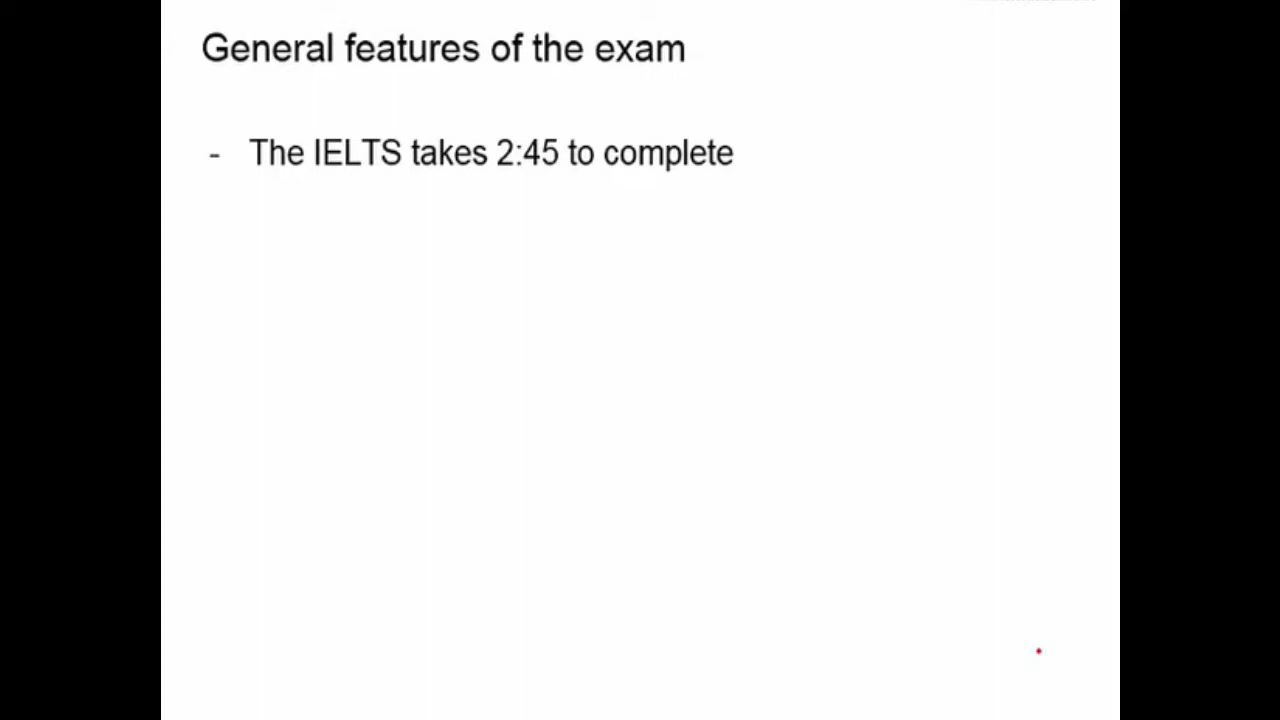 General features of the exam
- The IELTS takes 2:45 to complete